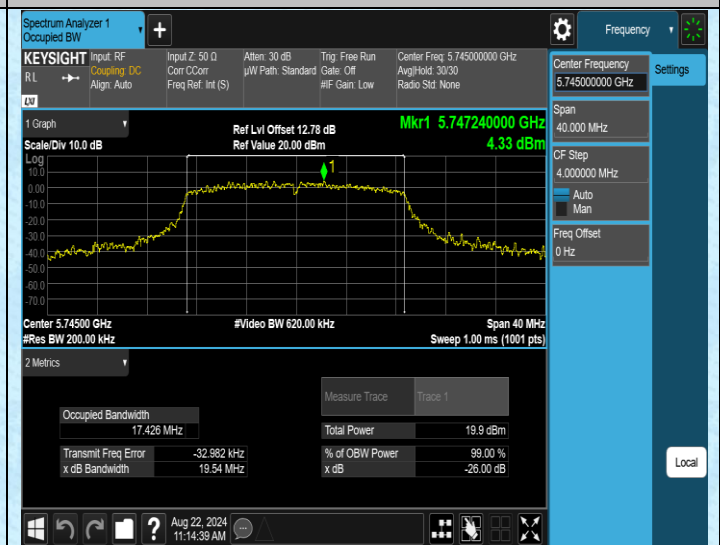 Spectrum Analyzer 1
Occupied BW
Frequency
KEYSIGHT
R L
LXI
Input: RF
Coupling: DC
Align: Auto
Input Z: 50 Ω
Corr CCorr
Freq Ref: Int (S)
Atten: 30 dB
µW Path: Standard
Trig: Free Run
Gate: Off
#IF Gain: Low
Center Freq: 5.745000000 GHz
Avg|Hold: 30/30
Radio Std: None
Center Frequency
5.745000000 GHz
Settings
Span
40.000 MHz
CF Step
4.000000 MHz
Auto
Man
Freq Offset
0 Hz
Local
1 Graph
Scale/Div 10.0 dB
Ref Lvl Offset 12.78 dB
Ref Value 20.00 dBm
Mkr1 5.747240000 GHz
4.33 dBm
Log
10.0
0.00
-10.0
-20.0
-30.0
-40.0
-50.0
-60.0
-70.0
1
Center 5.74500 GHz
#Res BW 200.00 kHz
#Video BW 620.00 kHz
Span 40 MHz
Sweep 1.00 ms (1001 pts)
2 Metrics
Measure Trace
Trace 1
Occupied Bandwidth
17.426 MHz
Total Power
19.9 dBm
Transmit Freq Error
-32.982 kHz
% of OBW Power
99.00 %
x dB Bandwidth
19.54 MHz
x dB
-26.00 dB
Aug 22, 2024
11:14:39 AM